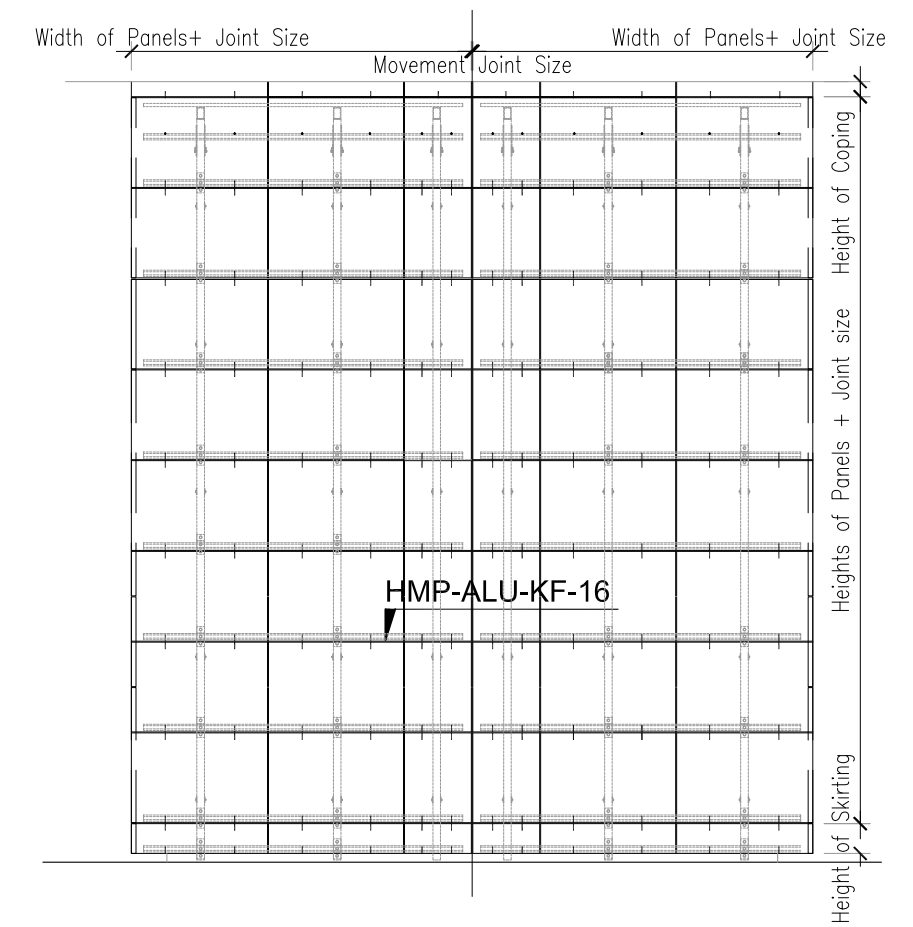 Width of Panels+ Joint Size
Width of Panels+ Joint Size
Movement Joint Size
Height of Coping
Heights of Panels + Joint size
HMP-ALU-KF-16
Height of Skirting